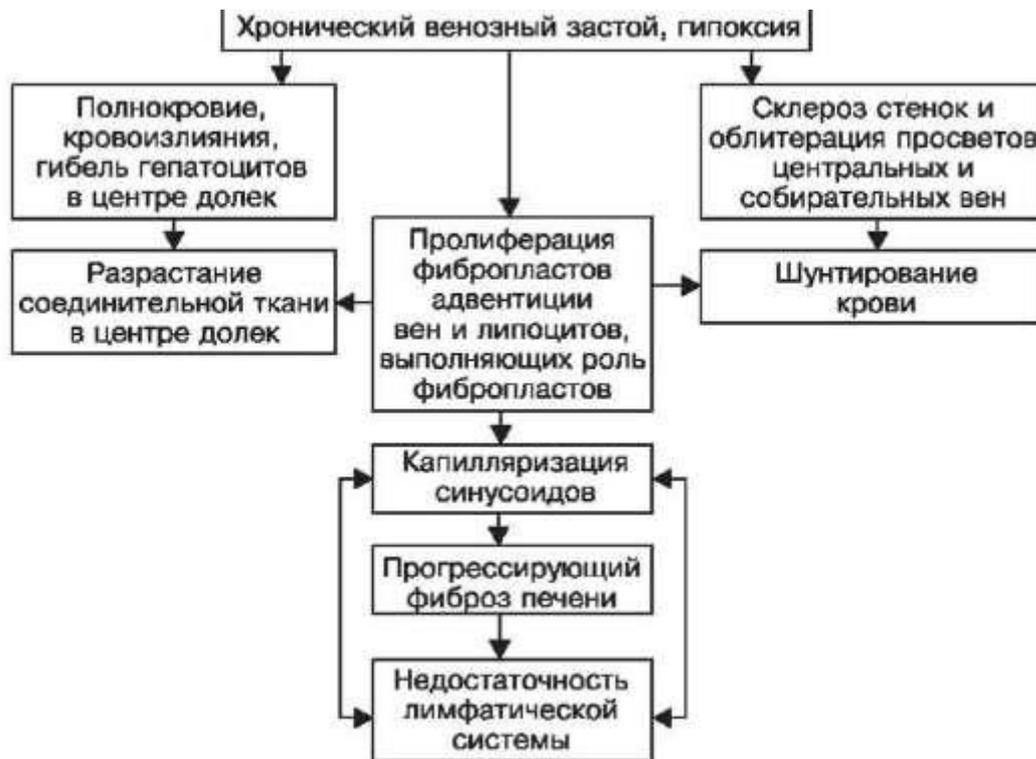 Хронический венозный застой, гипоксия
Полнокровие,
кровоизлияния,
гибель гепатоцитов
в центре долек
Склероз стенок и
облитерация просветов
центральных и
собирательных вен
Разрастание
соединительной ткани
в центре долек
Пролиферация
фибропластов
адвентиции
вен и липоцитов,
выполняющих роль
фибропластов
Шунтирование
крови
Капилляризация
синусоидов
Прогрессирующий
фиброз печени
Недостаточность
лимфатической
системы